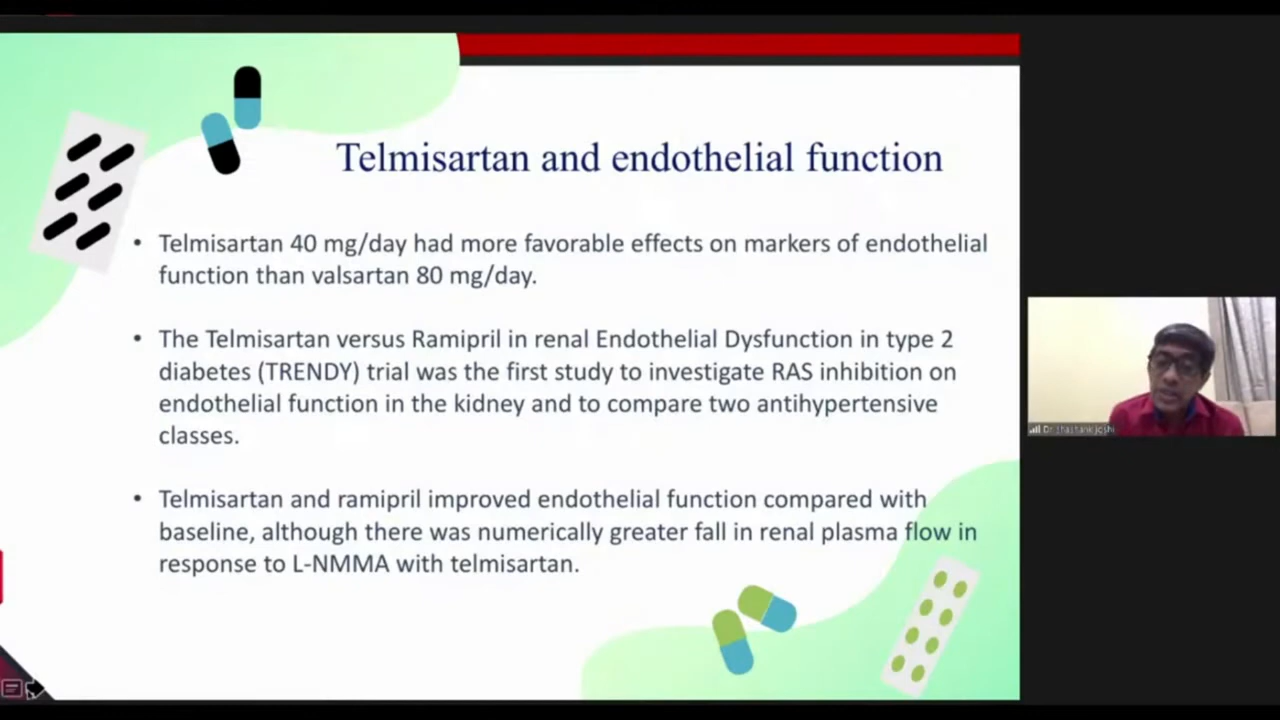 Telmisartan and endothelial function
• Telmisartan 40 mg/day had more favorable effects on markers of endothelial
function than valsartan 80 mg/day.
• The Telmisartan versus Ramipril in renal Endothelial Dysfunction in type 2
diabetes (TRENDY) trial was the first study to investigate RAS inhibition on
endothelial function in the kidney and to compare two antihypertensive
classes.
• Telmisartan and ramipril improved endothelial function compared with
baseline, although there was numerically greater fall in renal plasma flow in
response to L-NMMA with telmisartan.
Dr Shashank Joshi